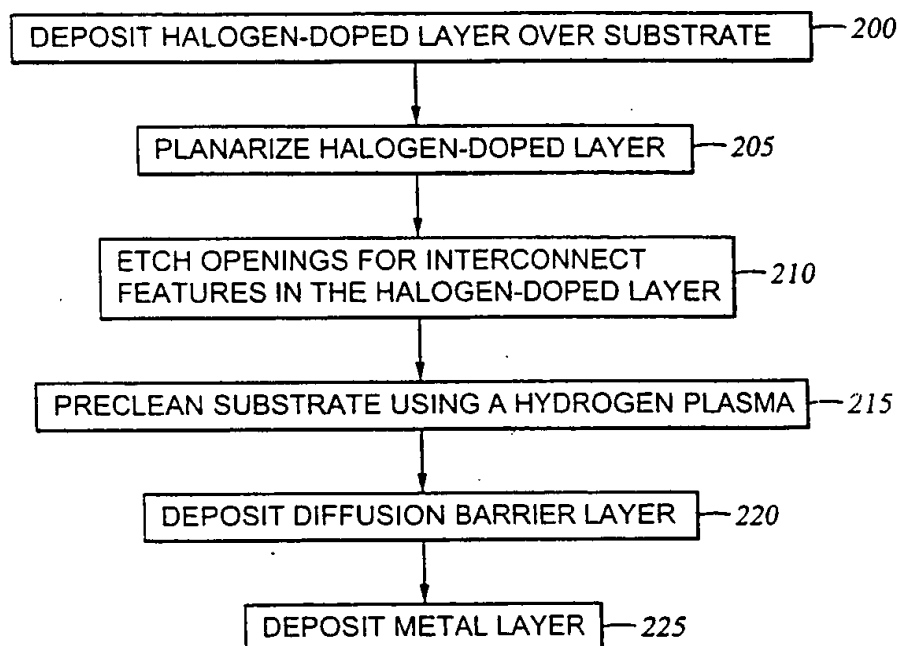 DEPOSIT HALOGEN-DOPED LAYER OVER SUBSTRATE 200
PLANARIZE HALOGEN-DOPED LAYER 205
ETCH OPENINGS FOR INTERCONNECT
FEATURES IN THE HALOGEN-DOPED LAYER 210
PRECLEAN SUBSTRATE USING A HYDROGEN PLASMA 215
DEPOSIT DIFFUSION BARRIER LAYER 220
DEPOSIT METAL LAYER 225